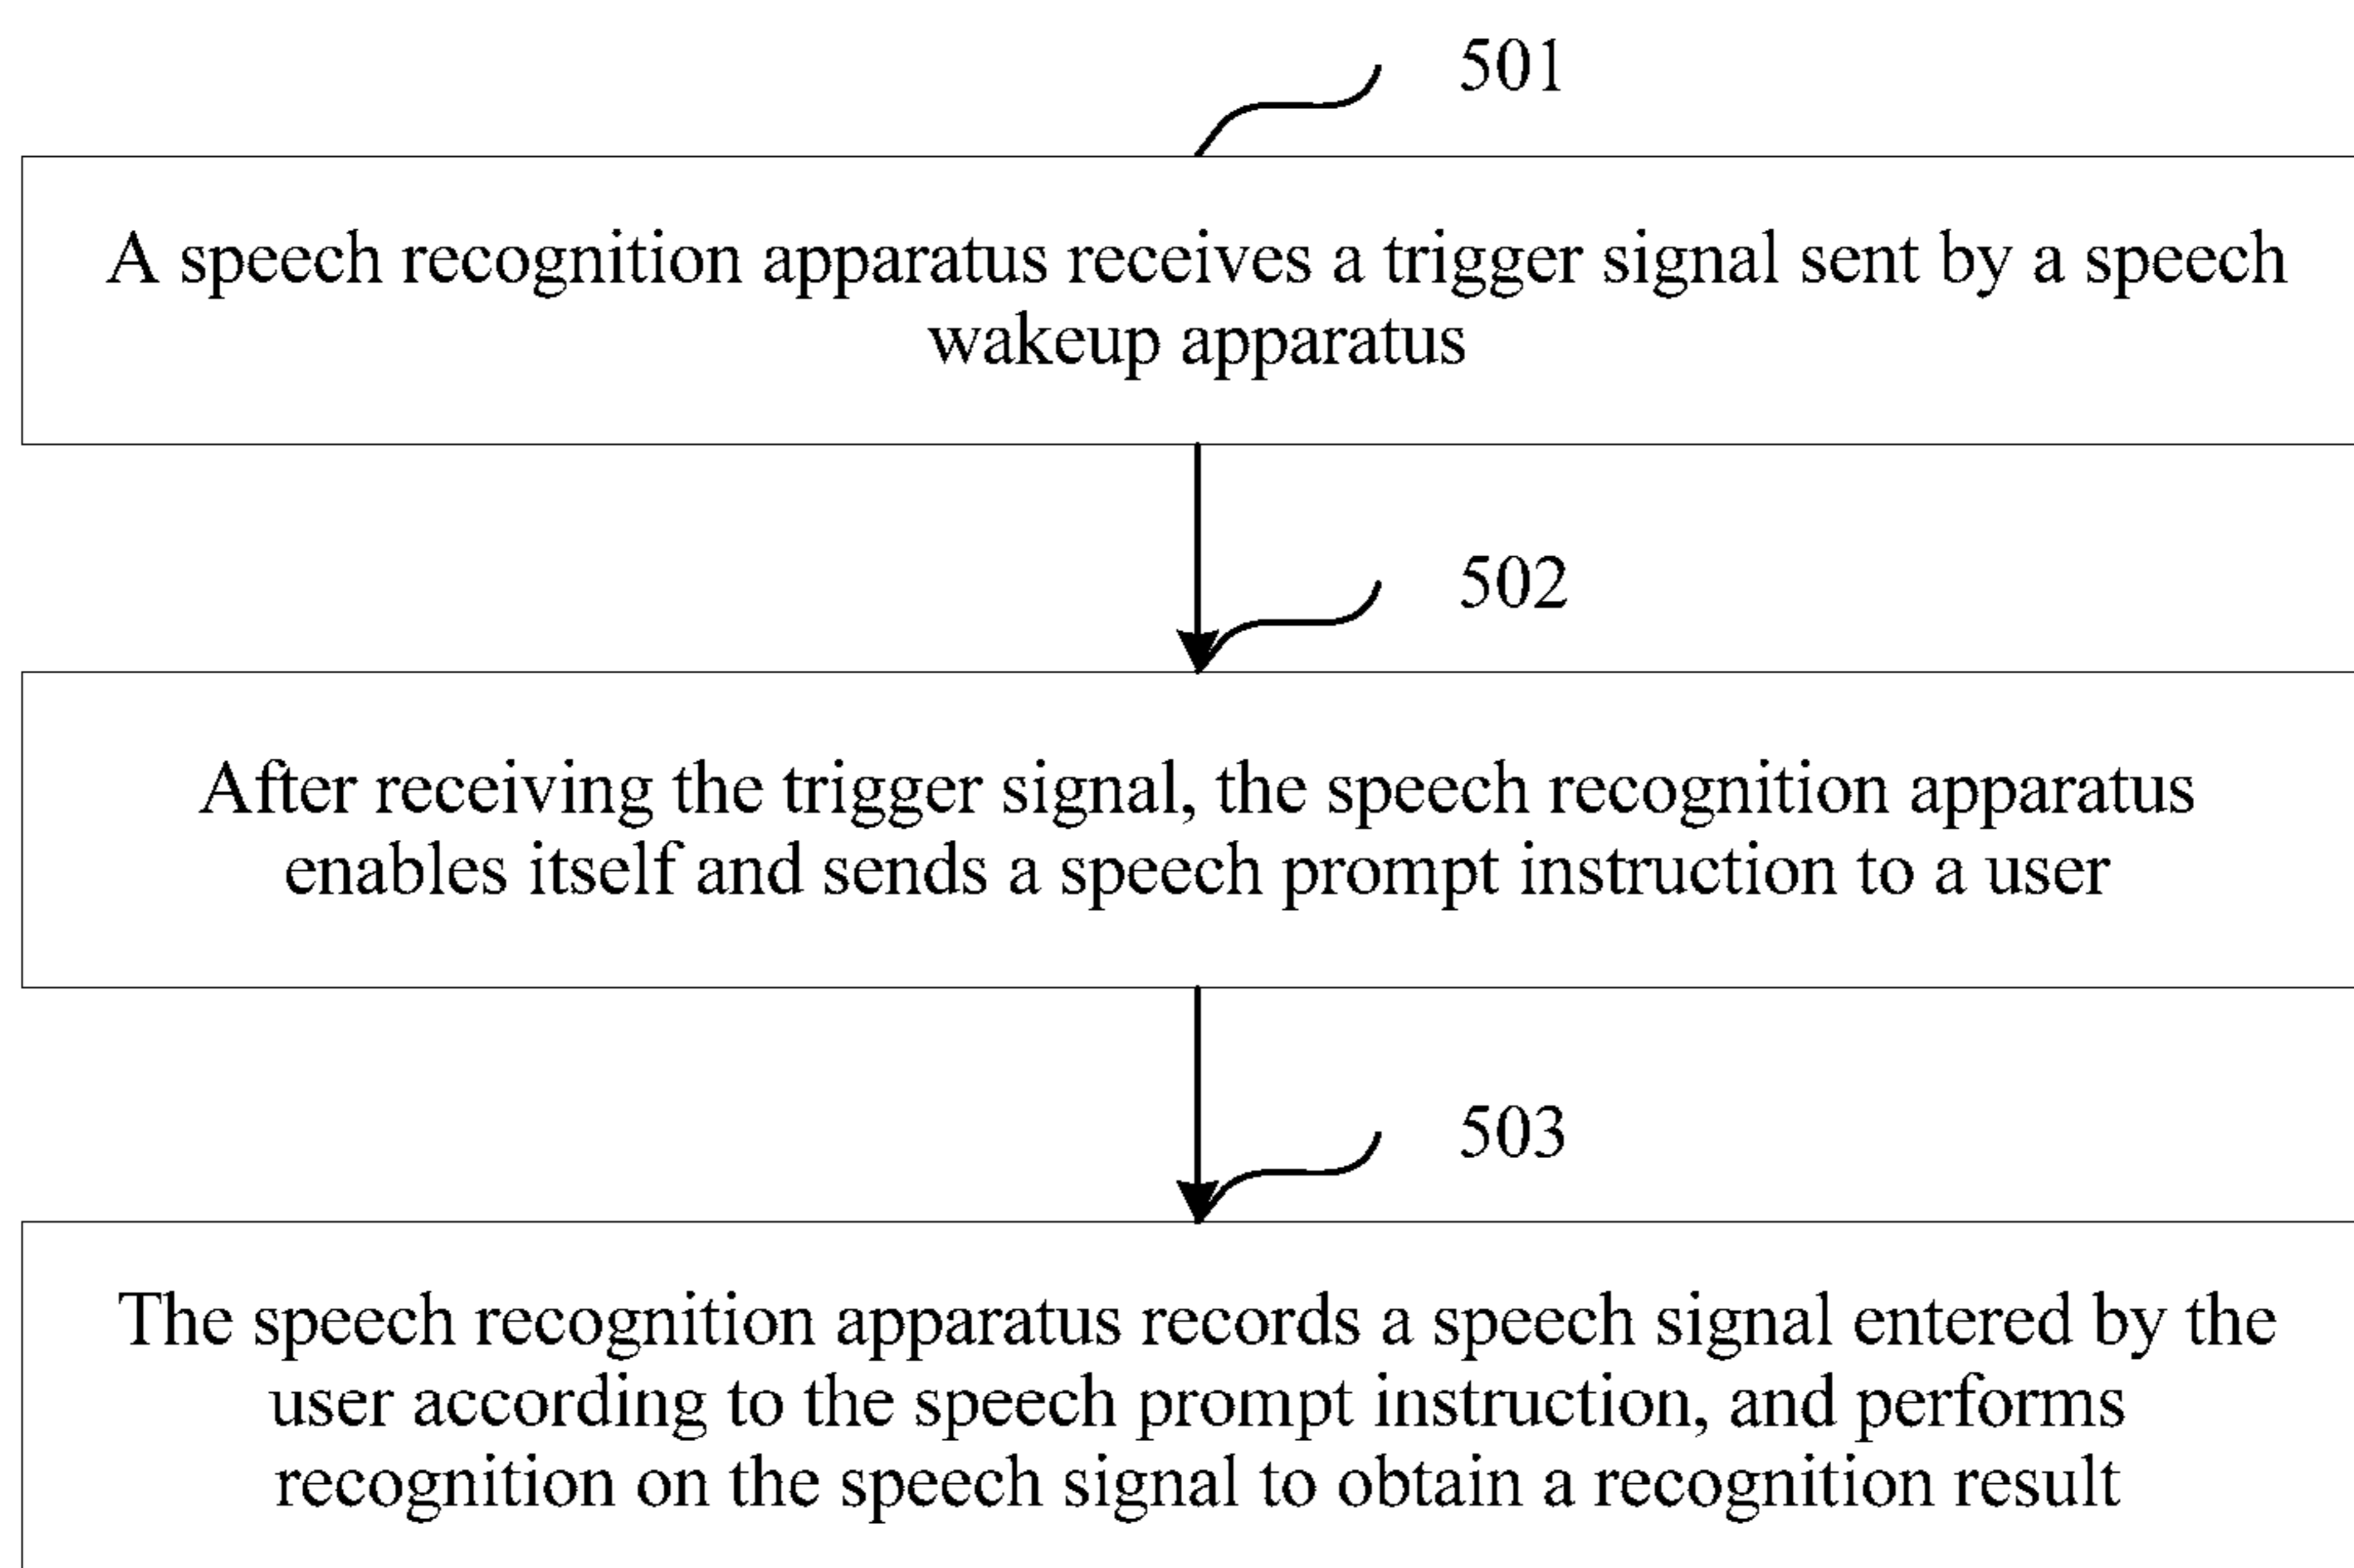 501
A speech recognition apparatus receives a trigger signal sent by a speech
wakeup apparatus
502
After receiving the trigger signal, the speech recognition apparatus
enables itself and sends a speech prompt instruction to a user
503
The speech recognition apparatus records a speech signal entered by the
user according to the speech prompt instruction, and performs
recognition on the speech signal to obtain a recognition result